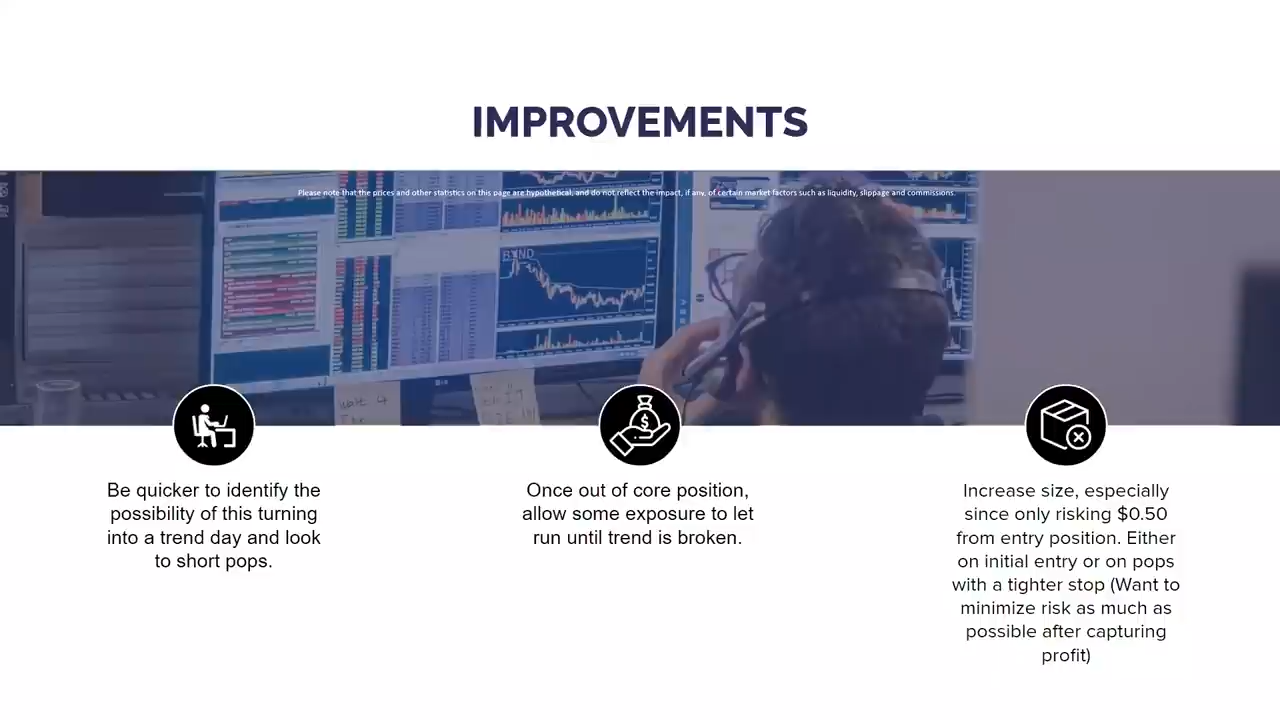 IMPROVEMENTS
Please note that the prices and other statistics on this page are hypothetical, and do not reflect the impact, if any, of certain market factors such as liquidity, slippage and commissions.
BYND
wait 4
$
Be quicker to identify the
possibility of this turning
into a trend day and look
to short pops.
Once out of core position,
allow some exposure to let
run until trend is broken.
Increase size, especially
since only risking $0.50
from entry position. Either
on initial entry or on pops
with a tighter stop (Want to
minimize risk as much as
possible after capturing
profit)